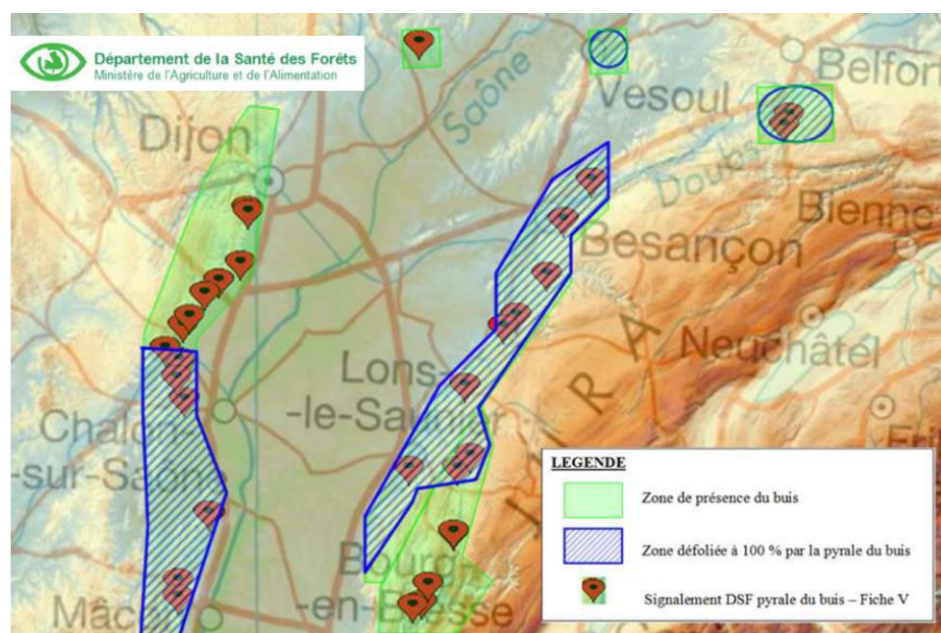 Département de la Santé des Forêts
Ministère de l'Agriculture et de l'Alimentation
Belfort
Vesoul
Saône
Dijon
Doubs
Bienne
Besançon
Neuchâtel
JURA
Lons-
-le-Saunier
Chalon-
-sur-Saône
Fri
LEGENDE
Zone de présence du buis
Zone défoliée à 100 % par la pyrale du buis
Signalement DSF pyrale du buis – Fiche V
Bourg-
-en-Bresse
Mâcon